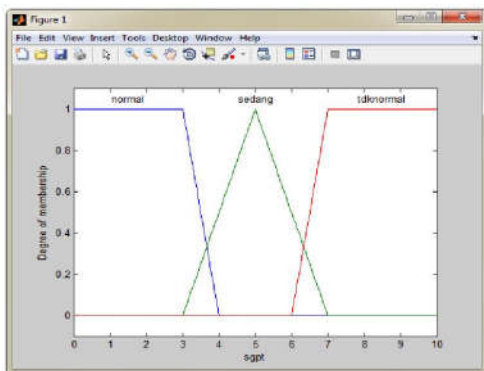 Figure 1
File Edit View Insert Tools Desktop Window Help
normal sedang tdknormal
1
0.8
0.6
0.4
0.2
0
Degree of membership
0 1 2 3 4 5 6 7 8 9 10
sgpt